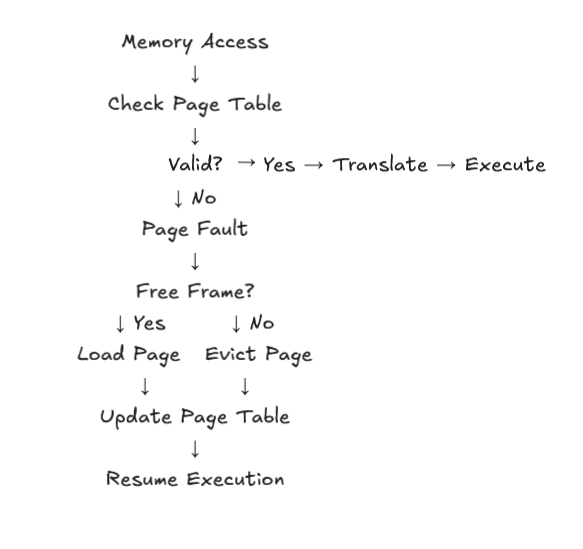 Memory Access
↓
Check Page Table
↓
Valid? → Yes → Translate → Execute
↓ No
Page Fault
↓
Free Frame?
↓ Yes ↓ No
Load Page Evict Page
↓ ↓
Update Page Table
↓
Resume Execution